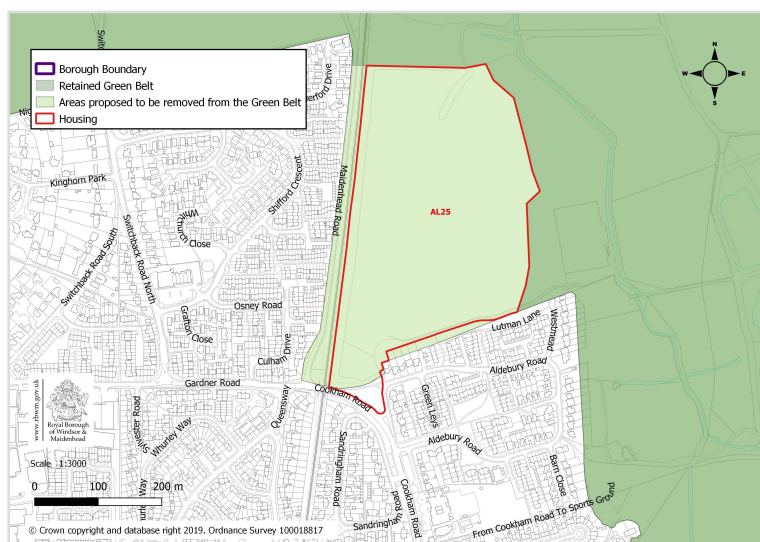 Borough Boundary
Retained Green Belt
Areas proposed to be removed from the Green Belt
Housing
N
W
E
S
Kinghorn Park
Switchback Road South
Switchback Road North
Whitchurch Close
Shifford Crescent
Maidenhead Road
AL25
Osney Road
Grafton Close
Culham Drive
Gardner Road
Queensway
Cookham Road
Lutman Lane
Westmead
Aldebury Road
Green Leys
Aldebury Road
Barn Close
Whurley Way
Sandringham Road
Cookham Road
Sandringham Road
From Cookham Road To Sports Ground
www.rbwm.gov.uk
Royal Borough
of Windsor &
Maidenhead
Scale 1:3000
0 100 200 m
© Crown copyright and database right 2019. Ordnance Survey 100018817